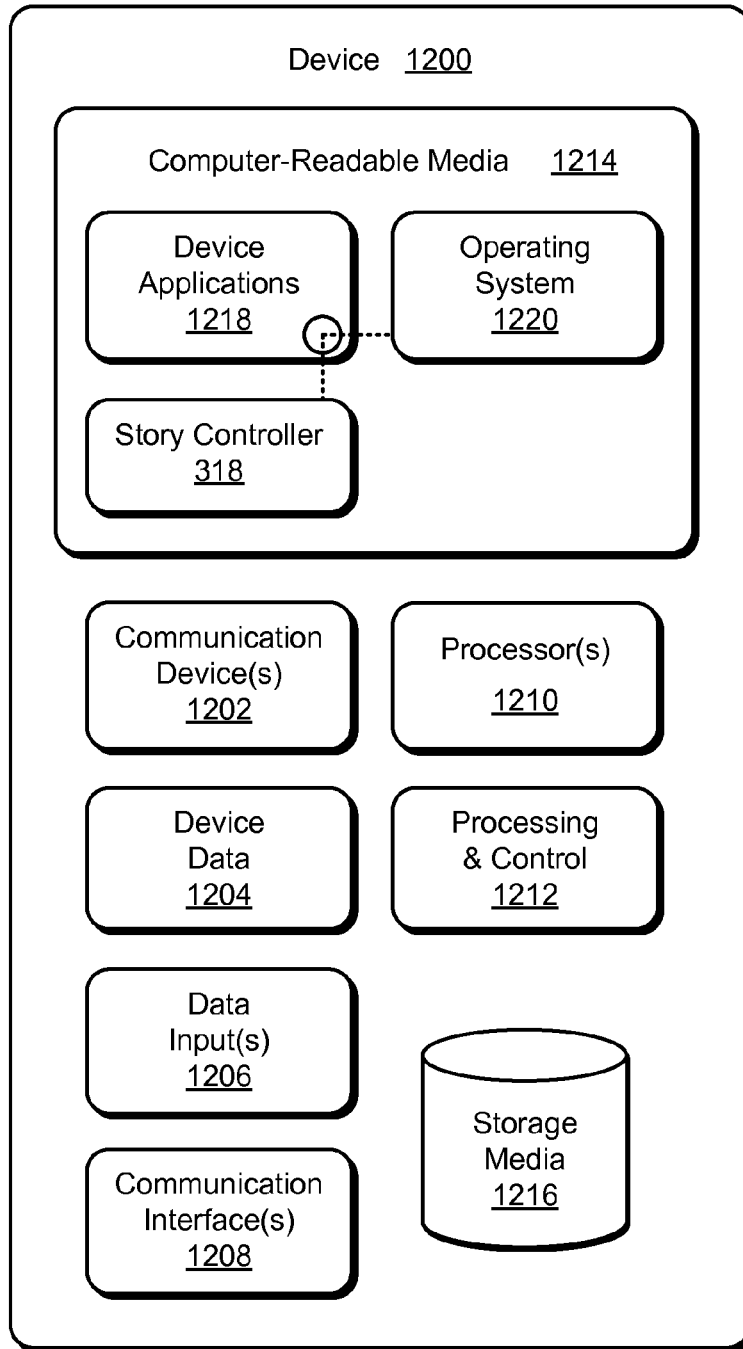 Device 1200
Computer-Readable Media 1214
Device
Applications
1218
Operating
System
1220
Story Controller
318
Communication
Device(s)
1202
Processor(s)
1210
Device
Data
1204
Processing
& Control
1212
Data
Input(s)
1206
Storage
Media
1216
Communication
Interface(s)
1208